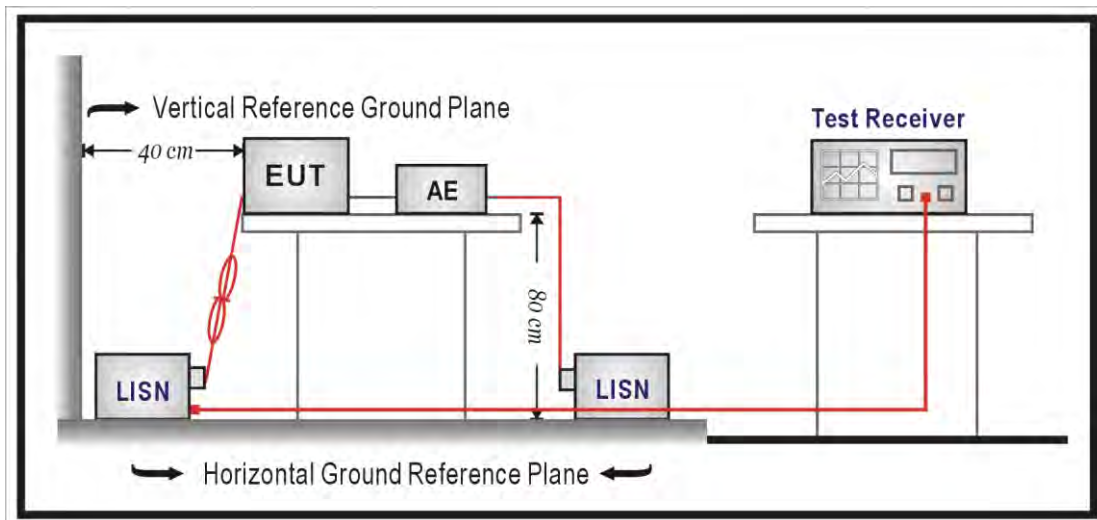 Vertical Reference Ground Plane
40 cm
Test Receiver
EUT
AE
80 cm
LISN
LISN
Horizontal Ground Reference Plane